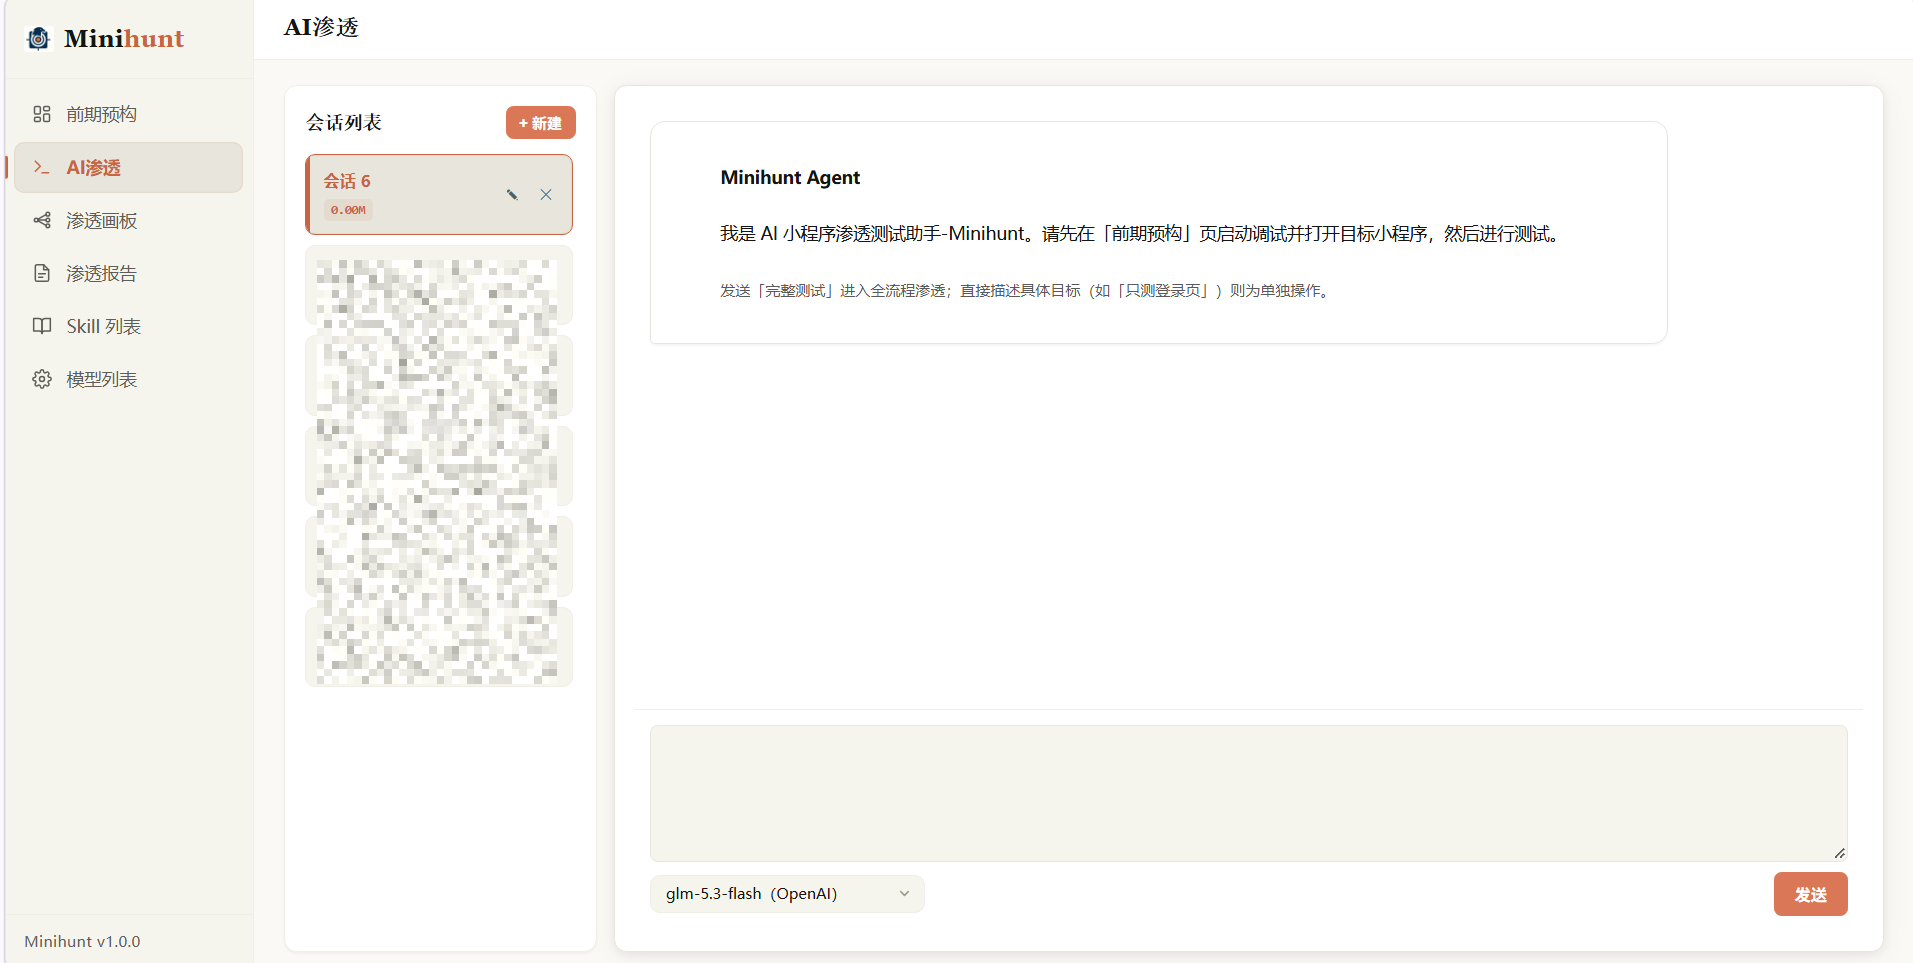 Minihunt
前期预构
AI渗透
渗透画板
渗透报告
Skill 列表
模型列表
Minihunt v1.0.0
AI渗透
会话列表
+ 新建
会话 6
0.00M
Minihunt Agent
我是 AI 小程序渗透测试助手-Minihunt。请先在「前期预构」页启动调试并打开目标小程序，然后进行测试。
发送「完整测试」进入全流程渗透；直接描述具体目标（如「只测登录页」）则为单独操作。
glm-5.3-flash（OpenAI）
发送